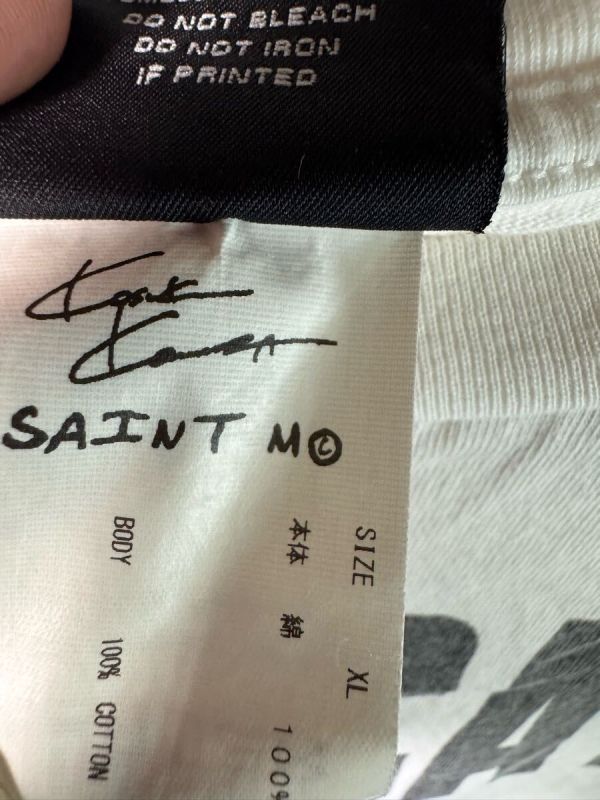 DO NOT BLEACH
DO NOT IRON
IF PRINTED
SAINT M©
SIZE XL
本体 綿 100%
BODY 100% COTTON